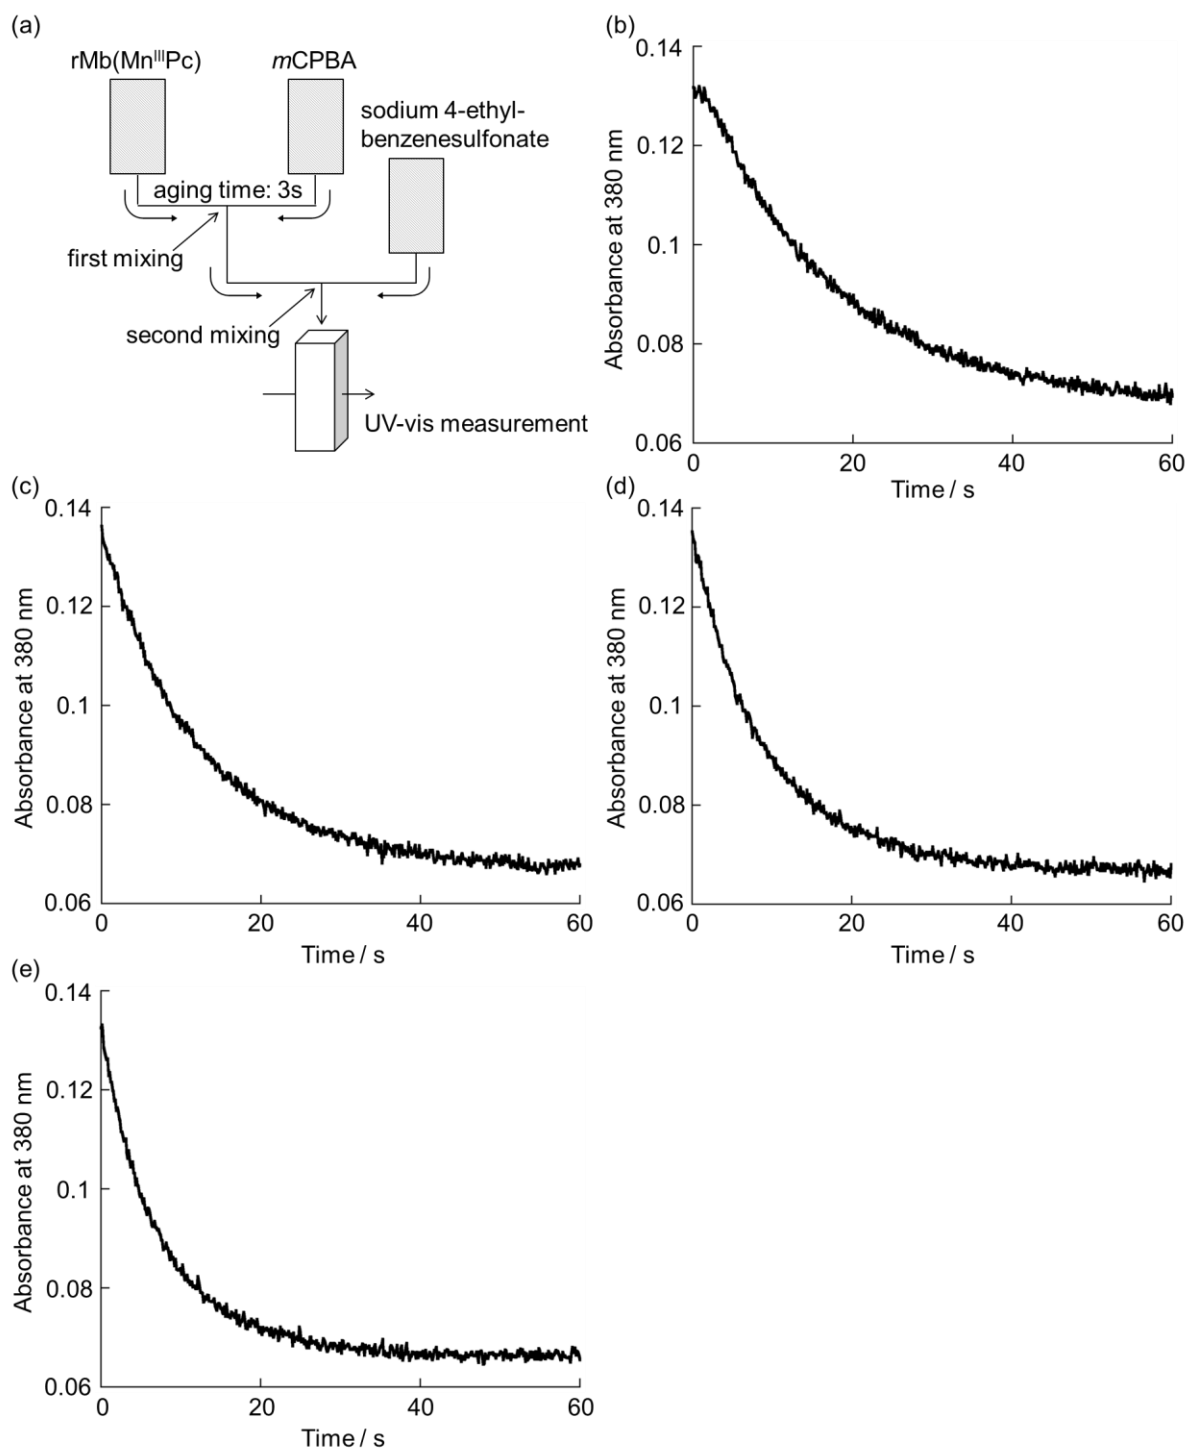 (a)
rMb(MnᴵᴵᴵPc)
mCPBA
sodium 4-ethyl-
benzenesulfonate
aging time: 3s
first mixing
second mixing
UV-vis measurement
(b)
Absorbance at 380 nm
0.14
0.12
0.1
0.08
0.06
0
20
40
60
Time / s
(c)
Absorbance at 380 nm
0.14
0.12
0.1
0.08
0.06
0
20
40
60
Time / s
(d)
Absorbance at 380 nm
0.14
0.12
0.1
0.08
0.06
0
20
40
60
Time / s
(e)
Absorbance at 380 nm
0.14
0.12
0.1
0.08
0.06
0
20
40
60
Time / s